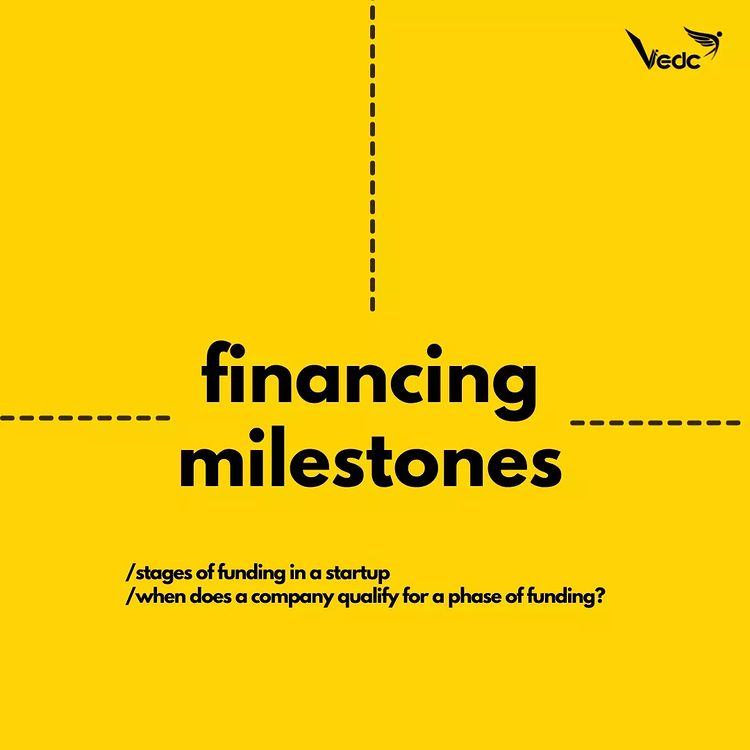 Vedc
financing
milestones
/stages of funding in a startup
/when does a company qualify for a phase of funding?